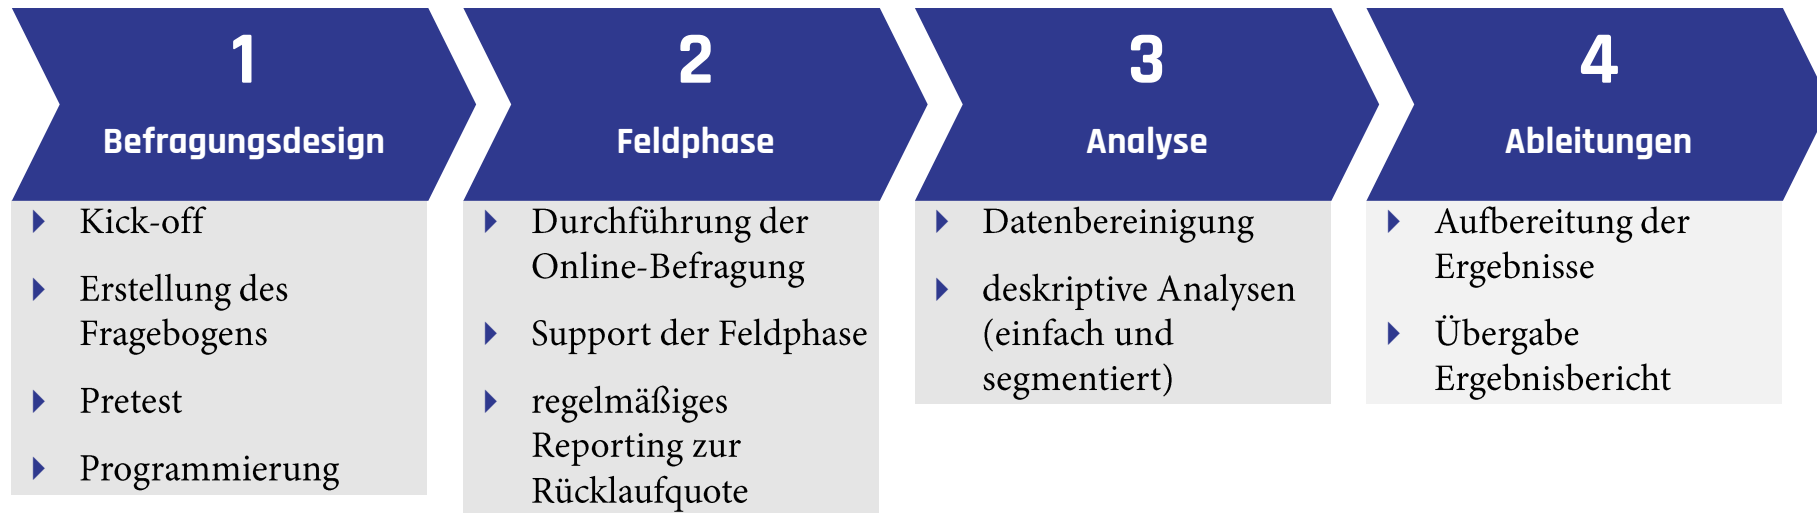 1
Befragungsdesign
Kick-off
Erstellung des
Fragebogens
Pretest
Programmierung
2
Feldphase
Durchführung der
Online-Befragung
Support der Feldphase
regelmäßiges
Reporting zur
Rücklaufquote
3
Analyse
Datenbereinigung
deskriptive Analysen
(einfach und
segmentiert)
4
Ableitungen
Aufbereitung der
Ergebnisse
Übergabe
Ergebnisbericht